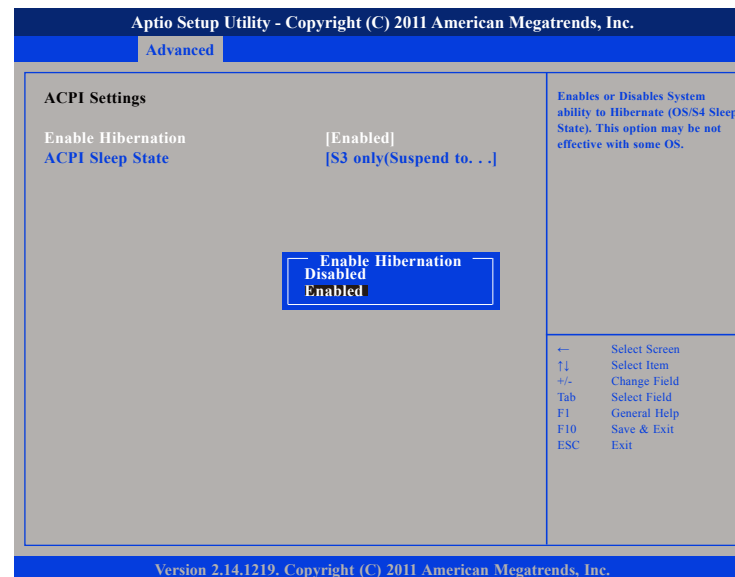 Aptio Setup Utility - Copyright (C) 2011 American Megatrends, Inc.
Advanced
ACPI Settings
Enable Hibernation [Enabled]
ACPI Sleep State [S3 only(Suspend to. . .]
Enables or Disables System
ability to Hibernate (OS/S4 Sleep
State). This option may be not
effective with some OS.
Enable Hibernation
Disabled
Enabled
← Select Screen
↑↓ Select Item
+/- Change Field
Tab Select Field
F1 General Help
F10 Save & Exit
ESC Exit
Version 2.14.1219. Copyright (C) 2011 American Megatrends, Inc.